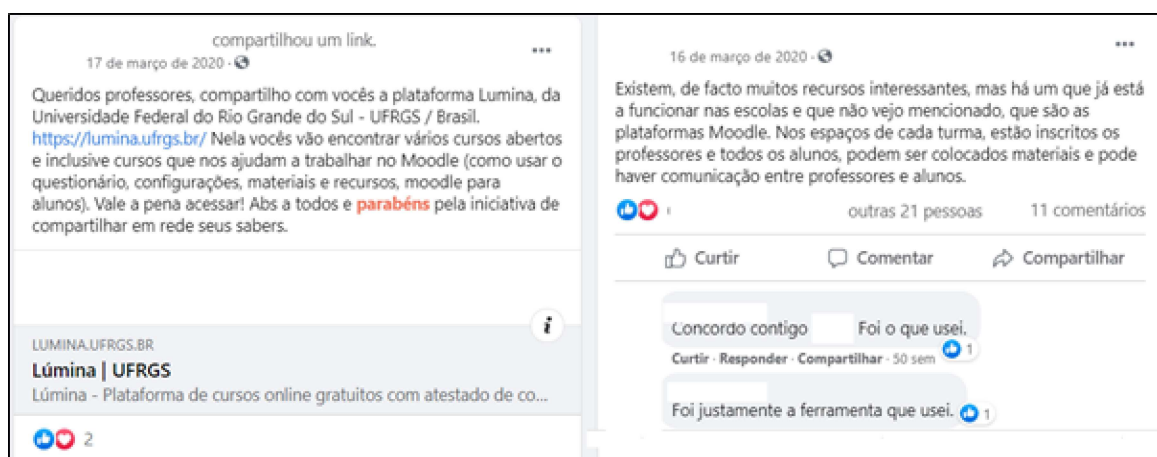 compartilhou um link.
17 de março de 2020 ·
Queridos professores, compartilho com vocês a plataforma Lumina, da
Universidade Federal do Rio Grande do Sul - UFRGS / Brasil.
https://lumina.ufrgs.br/ Nela vocês vão encontrar vários cursos abertos
e inclusive cursos que nos ajudam a trabalhar no Moodle (como usar o
questionário, configurações, materiais e recursos, moodle para
alunos). Vale a pena acessar! Abs a todos e parabéns pela iniciativa de
compartilhar em rede seus sabers.
LUMINA.UFRGS.BR
Lúmina | UFRGS
Lúmina - Plataforma de cursos online gratuitos com atestado de co...
2
16 de março de 2020 ·
Existem, de facto muitos recursos interessantes, mas há um que já está
a funcionar nas escolas e que não vejo mencionado, que são as
plataformas Moodle. Nos espaços de cada turma, estão inscritos os
professores e todos os alunos, podem ser colocados materiais e pode
haver comunicação entre professores e alunos.
outras 21 pessoas 11 comentários
Curtir Comentar Compartilhar
Concordo contigo Foi o que usei.
Curtir · Responder · Compartilhar · 50 sem 1
Foi justamente a ferramenta que usei. 1